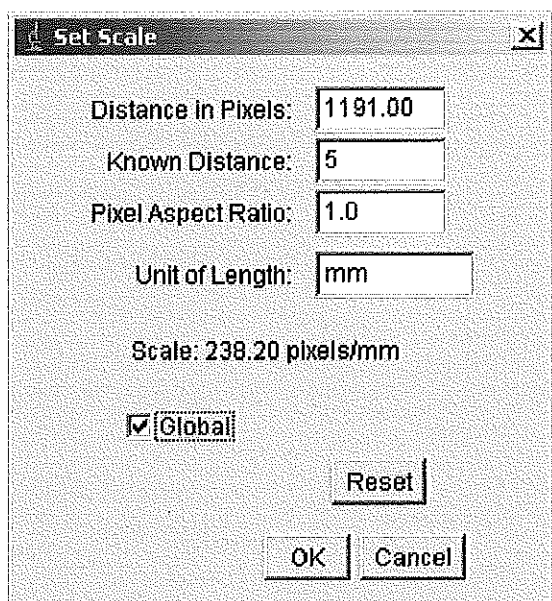 Set Scale
Distance in Pixels: 1191.00
Known Distance: 5
Pixel Aspect Ratio: 1.0
Unit of Length: mm
Scale: 238.20 pixels/mm
Global
Reset
OK Cancel